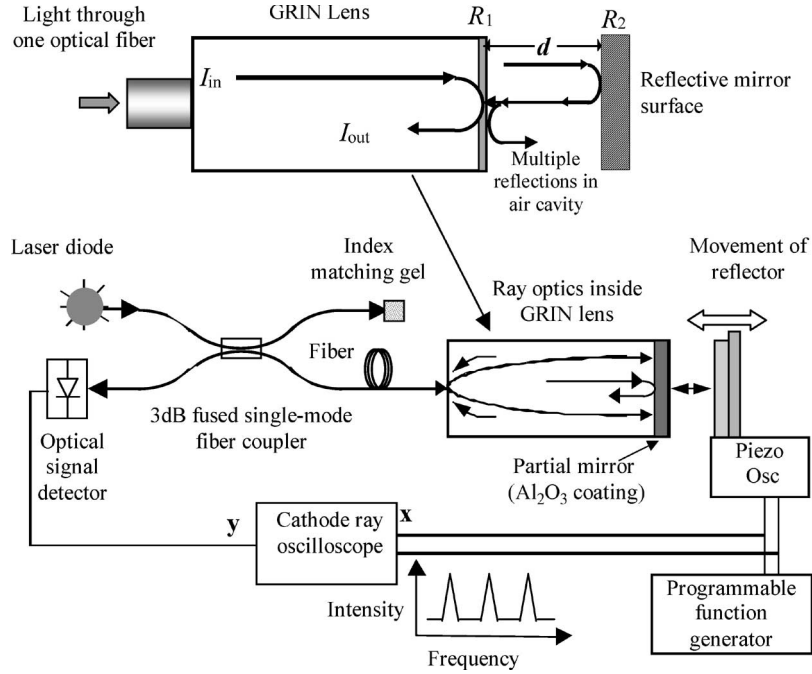 Light through
one optical fiber
GRIN Lens
R1
R2
d
Iin
Iout
Reflective mirror
surface
Multiple
reflections in
air cavity
Laser diode
Index
matching gel
Movement of
reflector
Ray optics inside
GRIN lens
Fiber
3dB fused single-mode
fiber coupler
Optical
signal
detector
Partial mirror
(Al2O3 coating)
Piezo
Osc
y
Cathode ray
oscilloscope
x
Intensity
Frequency
Programmable
function
generator